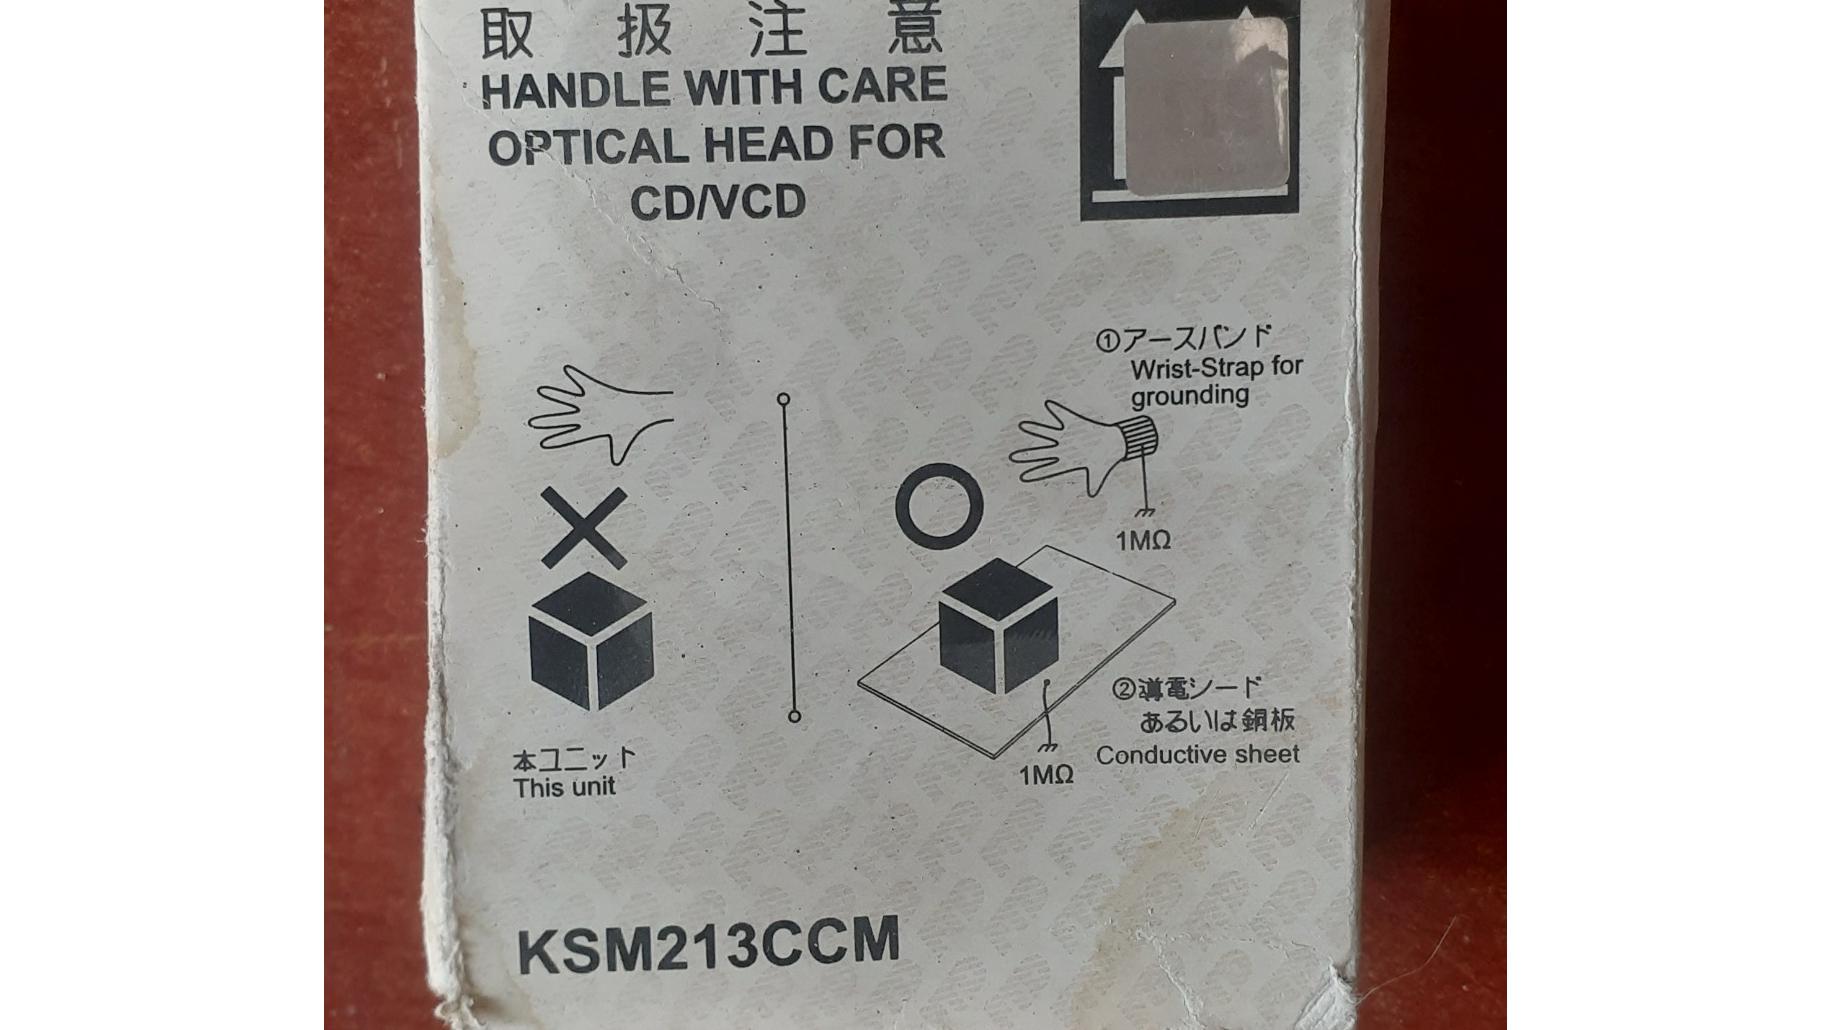 取扱注意
HANDLE WITH CARE
OPTICAL HEAD FOR
CD/VCD
①アースバンド
Wrist-Strap for
grounding
1MΩ
②導電シード
あるいは銅板
Conductive sheet
1MΩ
本ユニット
This unit
KSM213CCM